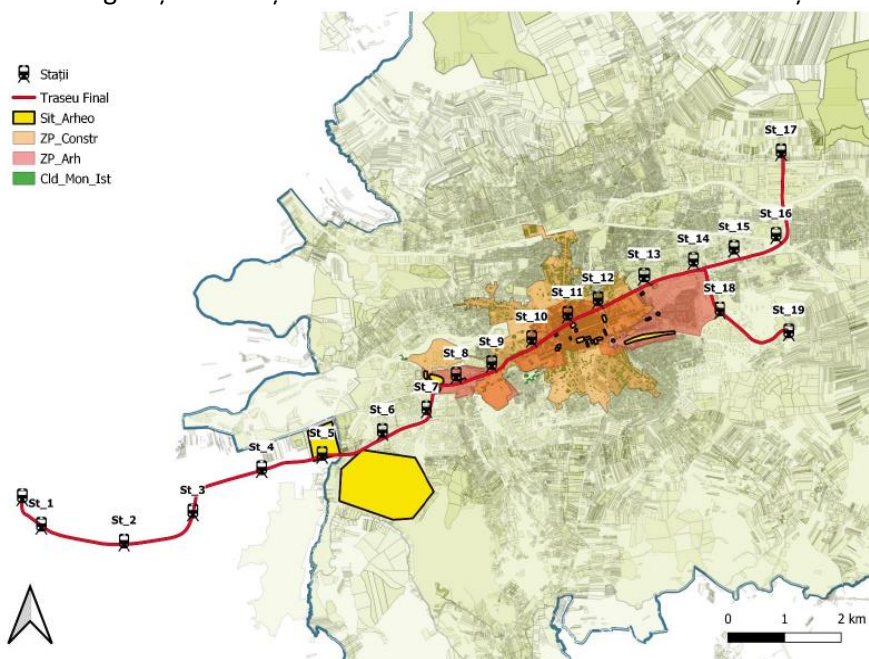 Stații
Traseu Final
Sit_Arheo
ZP_Constr
ZP_Arh
Cld_Mon_Ist
St_17
St_16
St_15
St_14
St_13
St_12
St_11
St_10
St_18
St_19
St_9
St_8
St_7
St_6
St_5
St_4
St_3
St_1
St_2
0 1 2 km